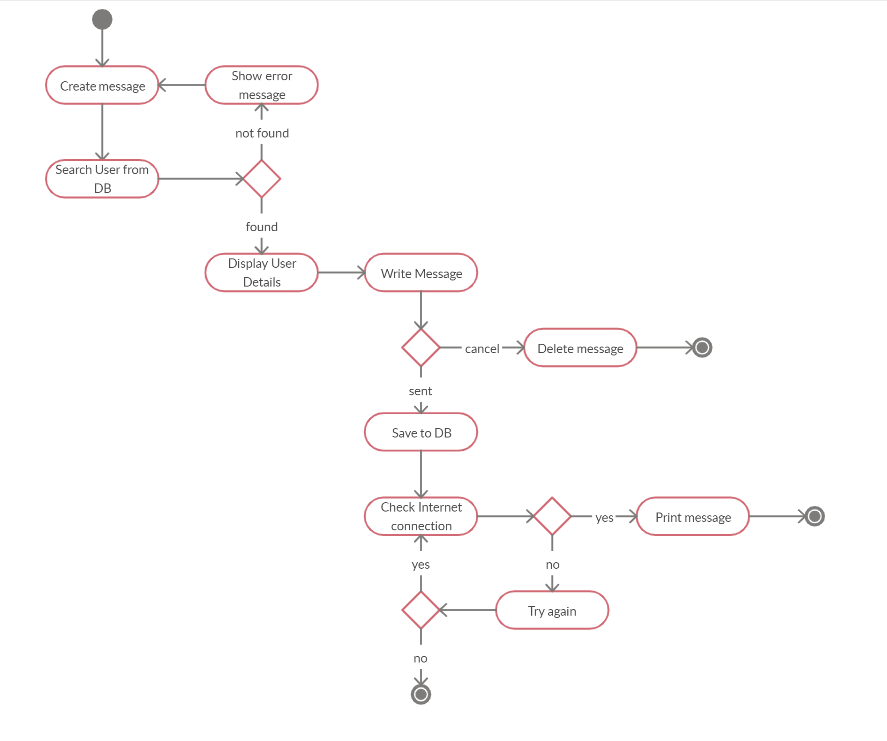 Show error
message
Create message
not found
Search User from
DB
found
Display User
Details
Write Message
cancel
Delete message
sent
Save to DB
Check Internet
connection
yes
Print message
yes
no
Try again
no